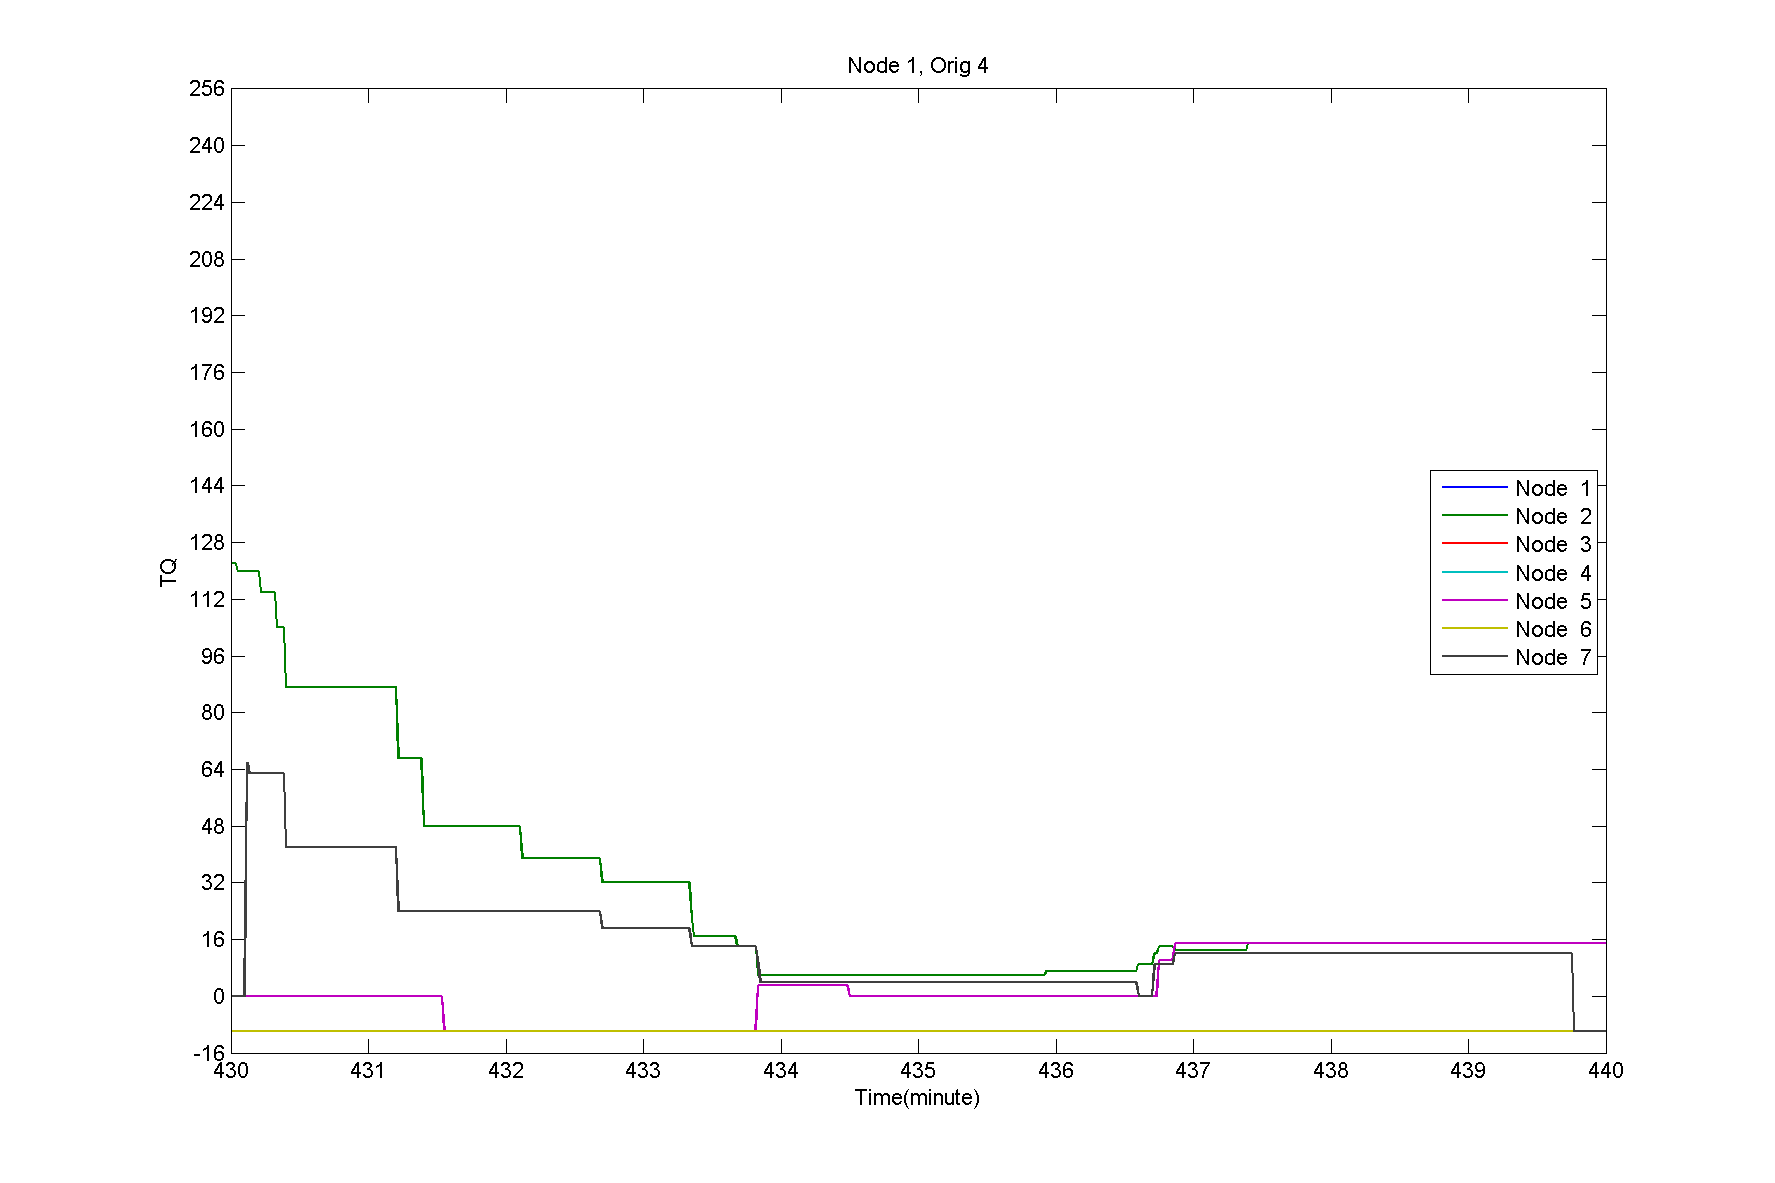 Node 1, Orig 4
256
240
224
208
192
176
160
144
128
112
96
80
64
48
32
16
0
-16
TQ
Node 1
Node 2
Node 3
Node 4
Node 5
Node 6
Node 7
430 431 432 433 434 435 436 437 438 439 440
Time(minute)